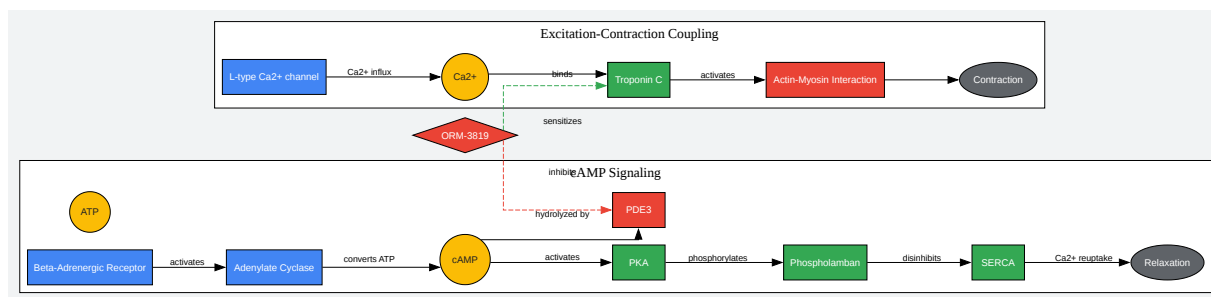 Excitation-Contraction Coupling
L-type Ca2+ channel
Ca2+ influx
Ca2+
binds
Troponin C
activates
Actin-Myosin Interaction
Contraction
sensitizes
ORM-3819
inhibits
cAMP Signaling
ATP
hydrolyzed by
PDE3
Beta-Adrenergic Receptor
activates
Adenylate Cyclase
converts ATP
cAMP
activates
PKA
phosphorylates
Phospholamban
disinhibits
SERCA
Ca2+ reuptake
Relaxation